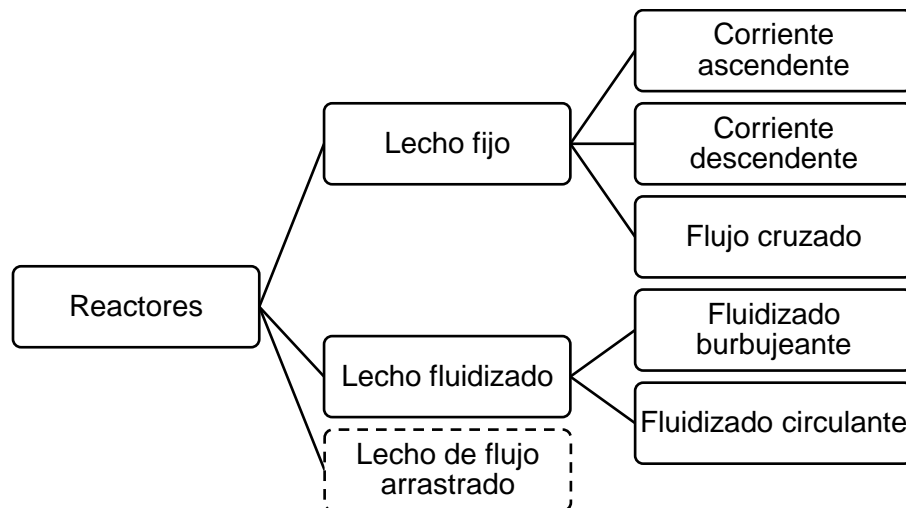 Reactores
Lecho fijo
Corriente
ascendente
Corriente
descendente
Flujo cruzado
Lecho fluidizado
Fluidizado
burbujeante
Fluidizado circulante
Lecho de flujo
arrastrado